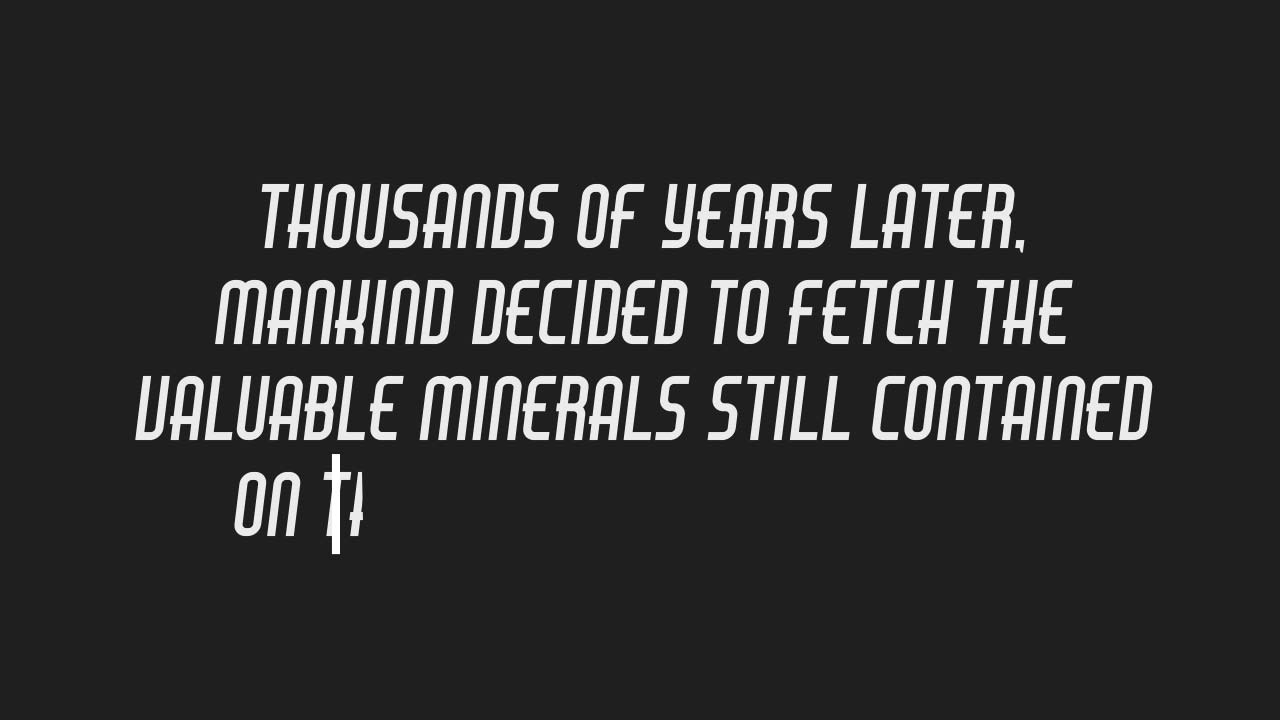 THOUSANDS OF YEARS LATER,
MANKIND DECIDED TO FETCH THE
VALUABLE MINERALS STILL CONTAINED
ON